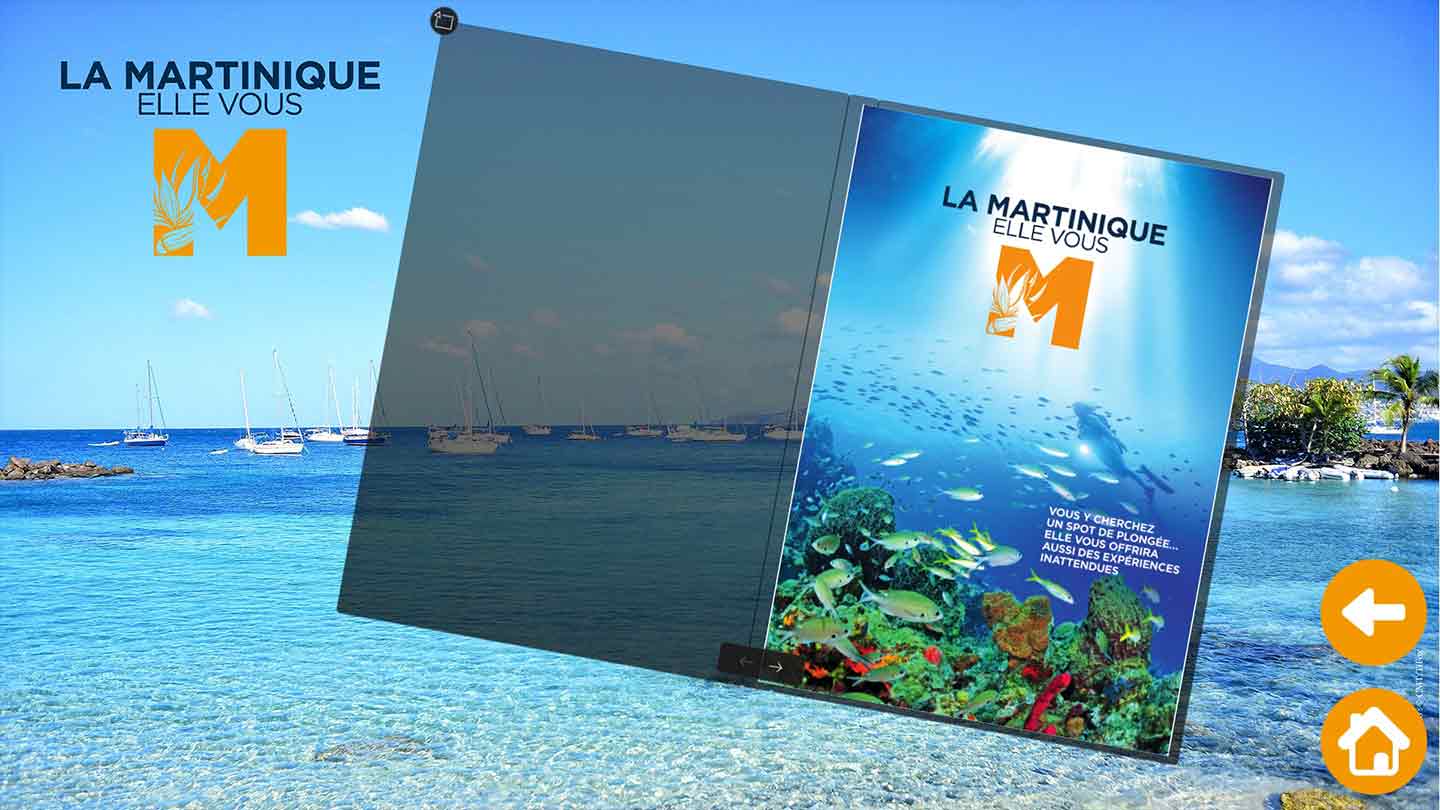 LA MARTINIQUE
ELLE VOUS
M
LA MARTINIQUE
ELLE VOUS
M
VOUS Y CHERCHEZ
UN SPOT DE PLONGÉE...
ELLE VOUS OFFRIRA
AUSSI DES EXPÉRIENCES
INATTENDUES